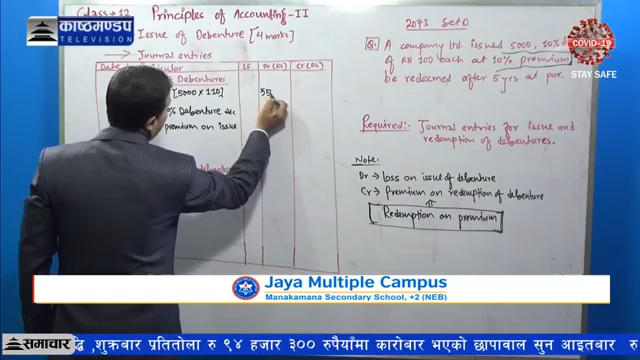 काष्ठमण्डप
TELEVISION
Class-12 Principles of Accounting-II
Issue of Debenture [4 marks]
→ Journal entries
Date
LF Dr (RS) Cr (RS)
Debentures
[5000 × 110]
55
% Debenture a/c
premium on issue
2073 Set D
Q: A company ltd. issued 5000, 10%
of RS 100 each at 10% premium
be redeemed after 5 yrs at par.
Required:- Journal entries for issue and
redemption of debentures.
Note:
Dr → loss on issue of debenture
Cr → premium on redemption of debenture
Redemption on premium
COVID-19
STAY SAFE
Jaya Multiple Campus
Manakamana Secondary School, +2 (NEB)
समाचार
द्धि ,शुक्रबार प्रतितोला रु ९४ हजार ३०० रुपैयाँमा कारोबार भएको छापावाल सुन आइतबार रु